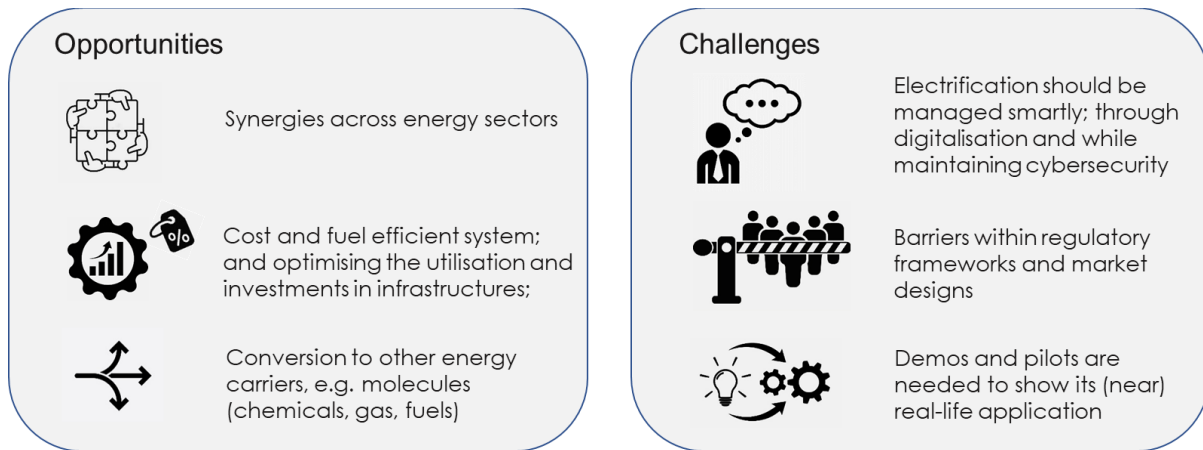 Opportunities
Synergies across energy sectors
%
Cost and fuel efficient system;
and optimising the utilisation and
investments in infrastructures;
Conversion to other energy
carriers, e.g. molecules
(chemicals, gas, fuels)
Challenges
Electrification should be
managed smartly; through
digitalisation and while
maintaining cybersecurity
Barriers within regulatory
frameworks and market
designs
Demos and pilots are
needed to show its (near)
real-life application